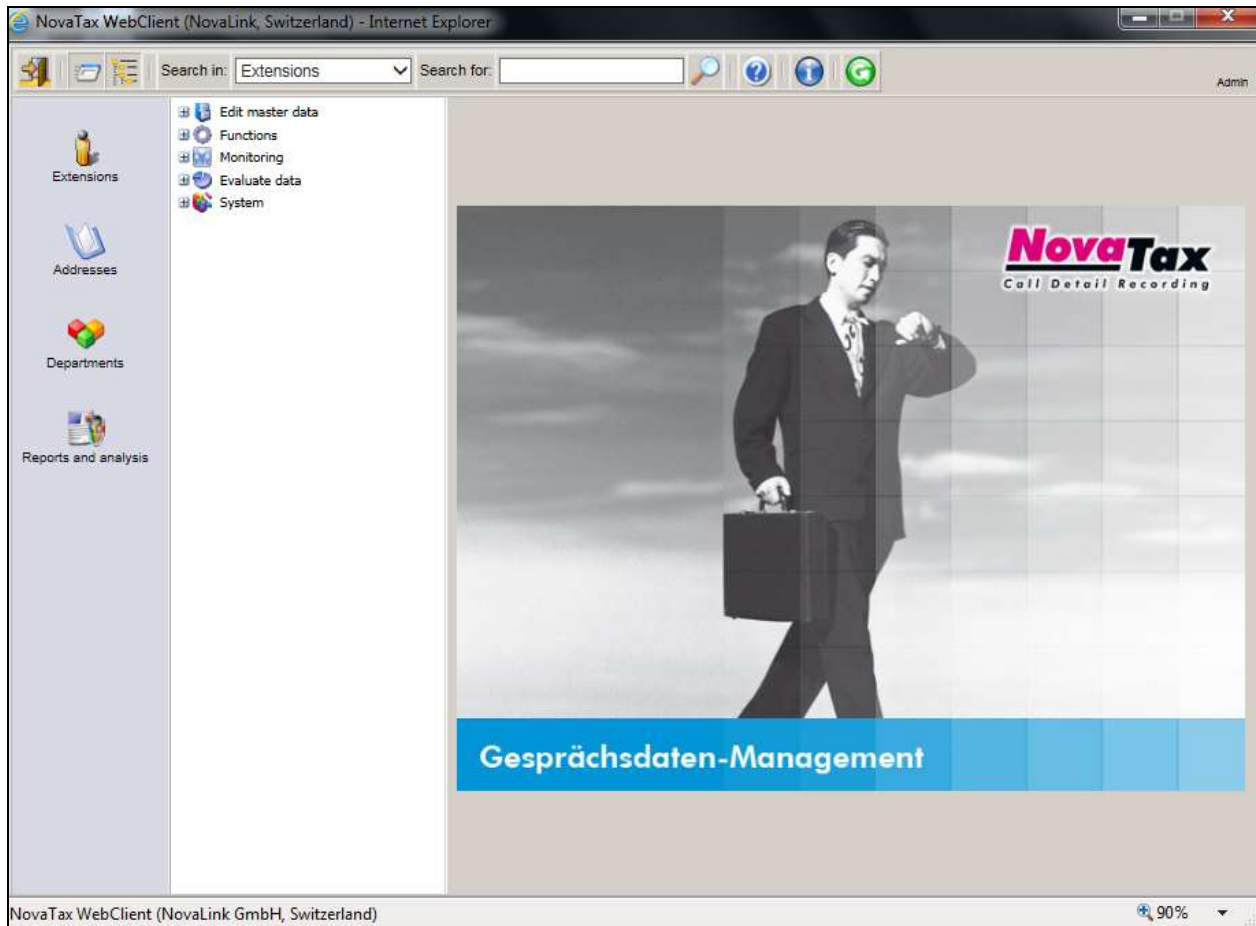 NovaTax WebClient (NovaLink, Switzerland) - Internet Explorer
Search in: Extensions Search for:
Admin
Extensions
Addresses
Departments
Reports and analysis
Edit master data
Functions
Monitoring
Evaluate data
System
NovaTax
Call Detail Recording
Gesprächsdaten-Management
NovaTax WebClient (NovaLink GmbH, Switzerland)
90%